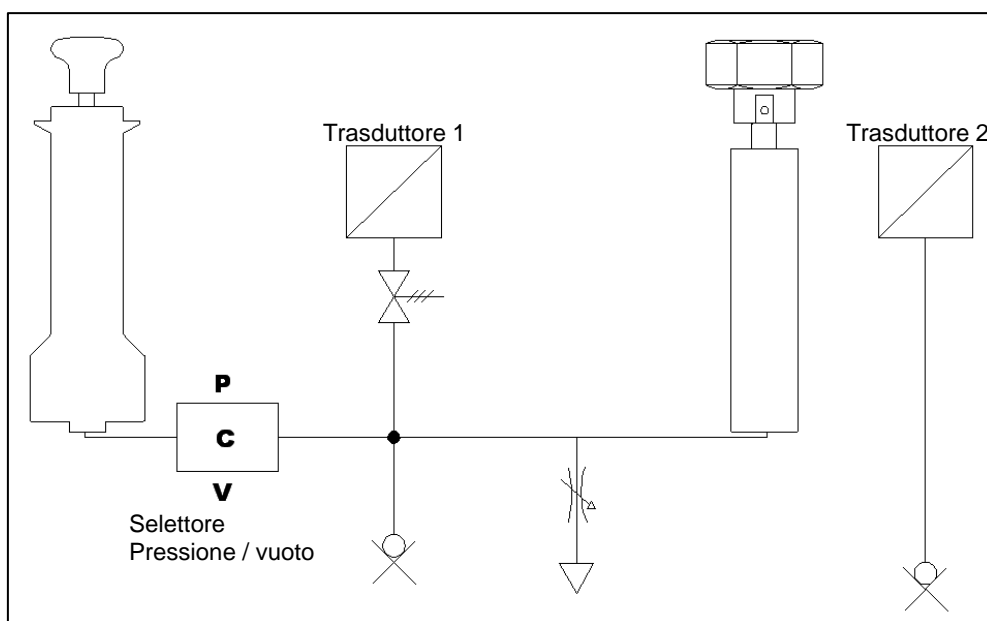 Trasduttore 1
Trasduttore 2
P
C
V
Selettore
Pressione / vuoto